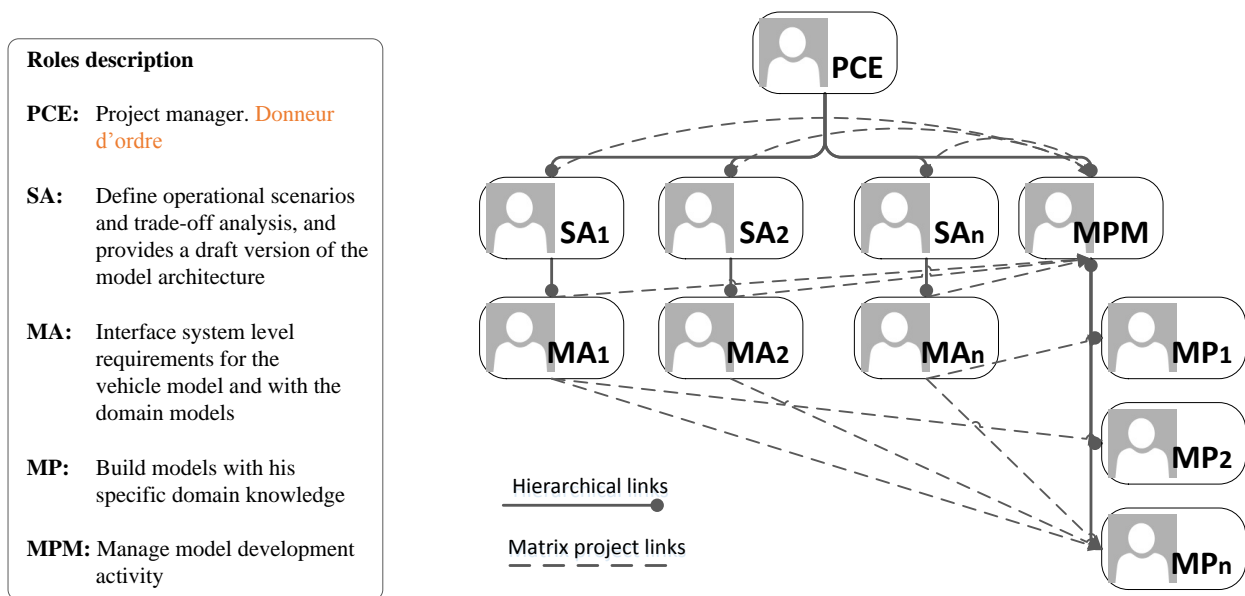 Roles description
PCE: Project manager. Donneur
d’ordre
SA: Define operational scenarios
and trade-off analysis, and
provides a draft version of the
model architecture
MA: Interface system level
requirements for the
vehicle model and with the
domain models
MP: Build models with his
specific domain knowledge
MPM: Manage model development
activity
PCE
SA1
SA2
SAn
MPM
MA1
MA2
MAn
MP1
MP2
MPn
Hierarchical links
Matrix project links